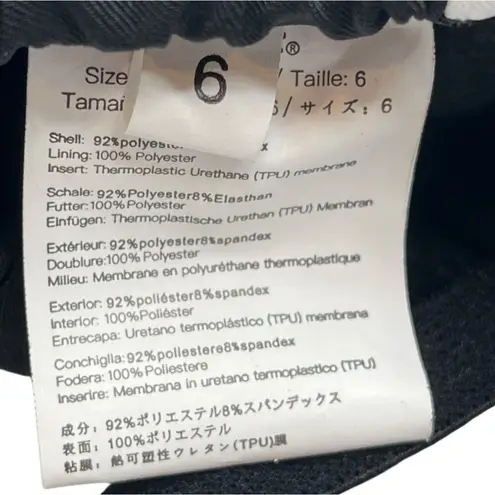 ®
Size 6 / Taille: 6
Tamaí 6/サイズ: 6
Shell: 92%polyester x
Lining: 100% Polyester
Insert: Thermoplastic Urethane (TPU) membrane
Schale: 92%Polyester8%Elasthan
Futter: 100% Polyester
Einfügen: Thermoplastische Urethan (TPU) Membran
Extérieur: 92%polyester8%spandex
Doublure: 100% Polyester
Milieu: Membrane en polyuréthane thermoplastique
Exterior: 92%poliéster8%spandex
Interior: 100%Poliéster
Entrecapa: Uretano termoplástico (TPU) membrana
Conchiglia: 92%poliestere8%spandex
Fodera: 100% Poliestere
Inserire: Membrana in uretano termoplastico (TPU)
成分: 92%ポリエステル8%スパンデックス
表面: 100%ポリエステル
粘膜: 熱可塑性ウレタン(TPU)膜